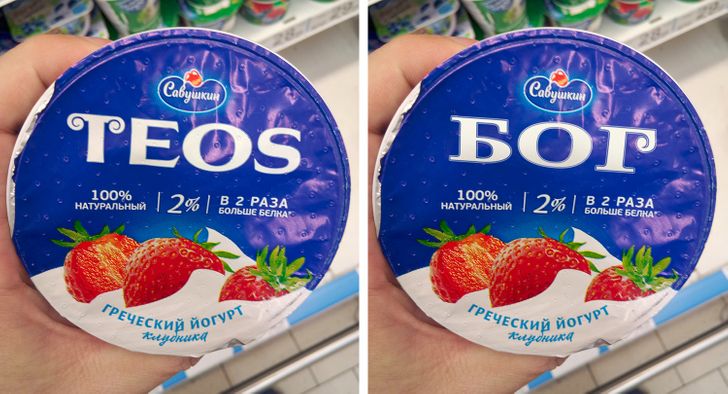 Савушкин
TEOS
100%
НАТУРАЛЬНЫЙ
2%
В 2 РАЗА
БОЛЬШЕ БЕЛКА*
ГРЕЧЕСКИЙ ЙОГУРТ
клубника
Савушкин
БОГ
100%
НАТУРАЛЬНЫЙ
2%
В 2 РАЗА
БОЛЬШЕ БЕЛКА*
ГРЕЧЕСКИЙ ЙОГУРТ
клубника